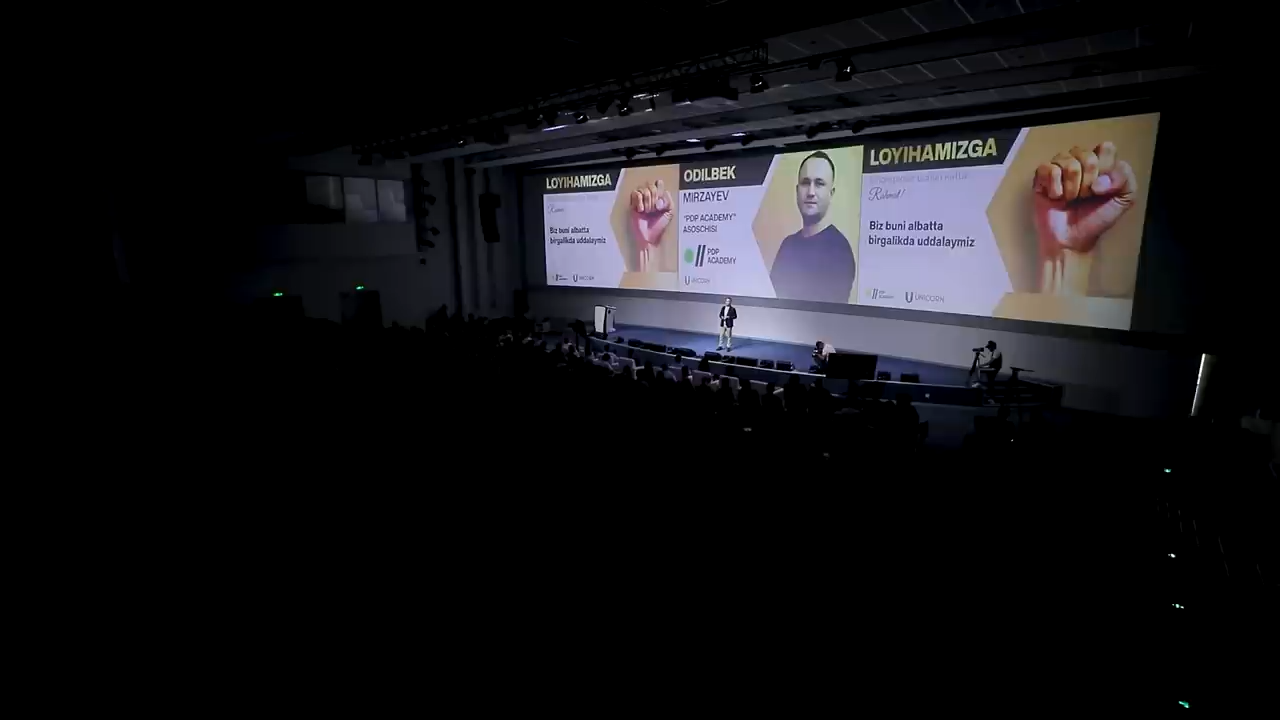 LOYIHAMIZGA
Biz buni albatta
birgalikda uddalaymiz
UNICORN
ODILBEK
MIRZAYEV
"PDP ACADEMY"
ASOSCHISI
PDP
ACADEMY
UNICORN
LOYIHAMIZGA
Rahmat!
Biz buni albatta
birgalikda uddalaymiz
UNICORN